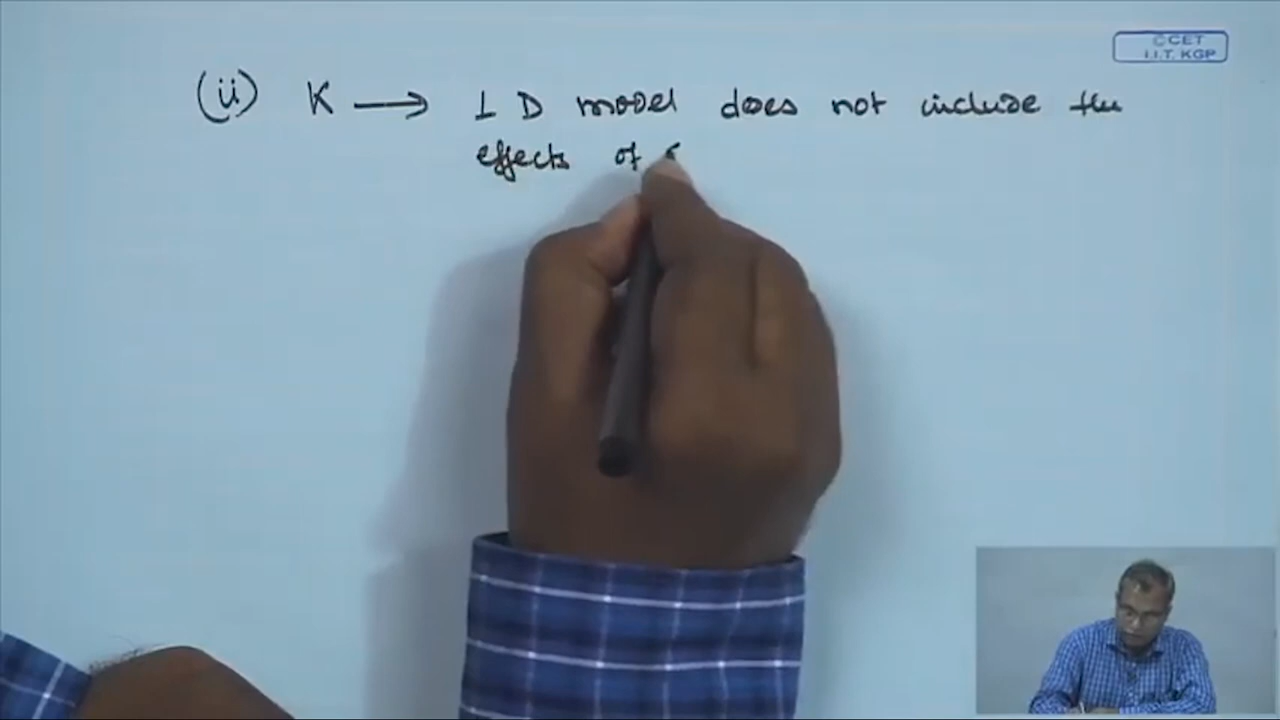 ©CET
I.I.T. KGP
(ii) K → 1 D model does not include the
effects of